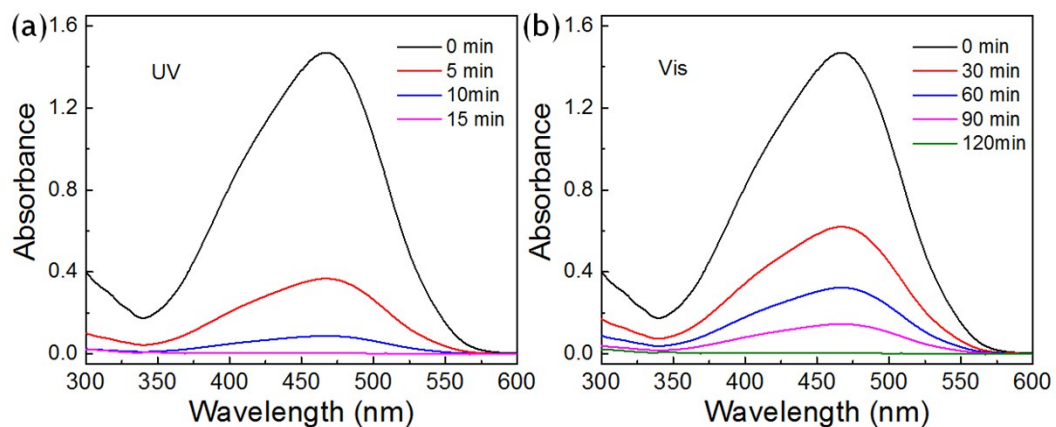 (a)
UV
0 min
5 min
10min
15 min
1.6
1.2
0.8
0.4
0.0
Absorbance
300 350 400 450 500 550 600
Wavelength (nm)
(b)
Vis
0 min
30 min
60 min
90 min
120min
1.6
1.2
0.8
0.4
0.0
Absorbance
300 350 400 450 500 550 600
Wavelength (nm)